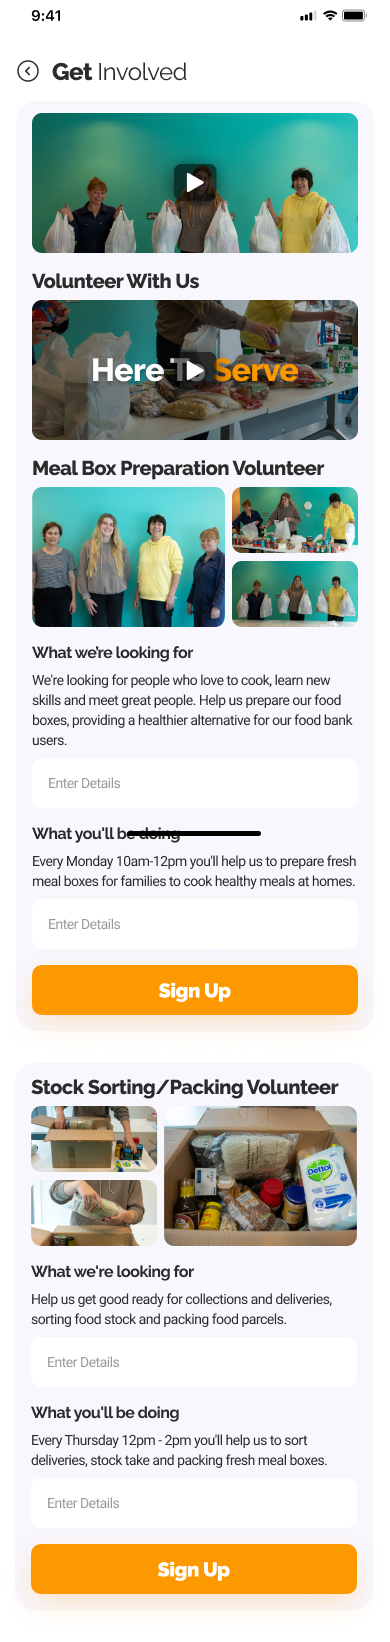 9:41
Get Involved
Volunteer With Us
Here Serve
Meal Box Preparation Volunteer
What we're looking for
We're looking for people who love to cook, learn new
skills and meet great people. Help us prepare our food
boxes, providing a healthier alternative for our food bank
users.
Enter Details
What you'll be doing
Every Monday 10am-12pm you'll help us to prepare fresh
meal boxes for families to cook healthy meals at homes.
Enter Details
Sign Up
Stock Sorting/Packing Volunteer
Dettol
What we're looking for
Help us get good ready for collections and deliveries,
sorting food stock and packing food parcels.
Enter Details
What you'll be doing
Every Thursday 12pm - 2pm you'll help us to sort
deliveries, stock take and packing fresh meal boxes.
Enter Details
Sign Up